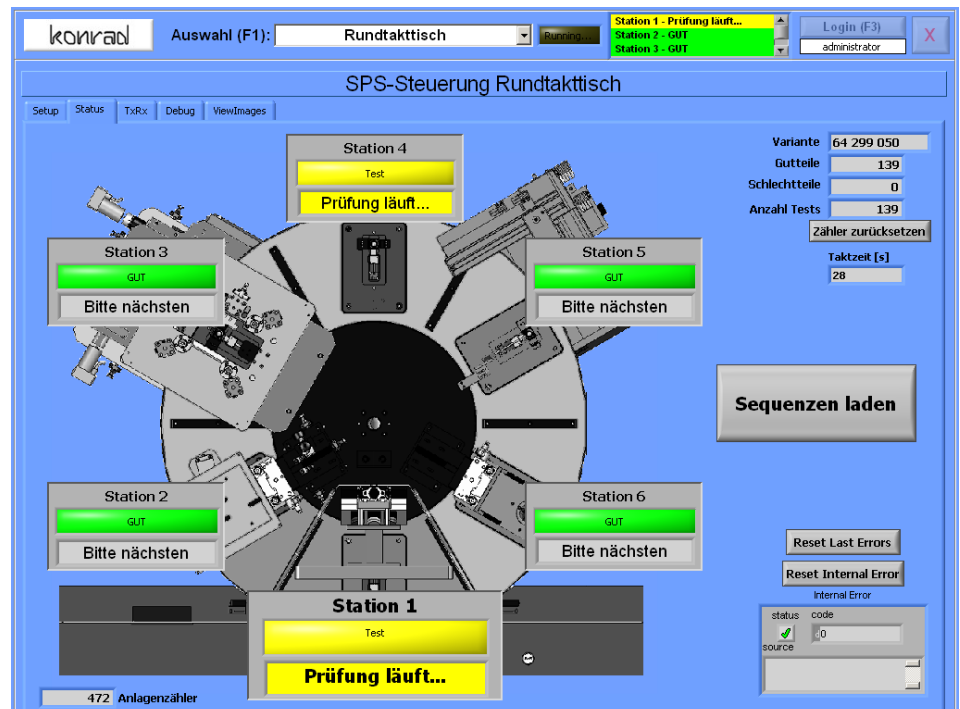 konrad
Auswahl (F1): Rundtakttisch
Running...
Station 1 - Prüfung läuft...
Station 2 - GUT
Station 3 - GUT
Login (F3)
administrator
X
SPS-Steuerung Rundtakttisch
Setup Status TxRx Debug ViewImages
Station 4
Test
Prüfung läuft...
Variante 64 299 050
Gutteile 139
Schlechtteile 0
Anzahl Tests 139
Zähler zurücksetzen
Taktzeit [s]
28
Station 3
GUT
Bitte nächsten
Station 5
GUT
Bitte nächsten
Sequenzen laden
Station 2
GUT
Bitte nächsten
Station 6
GUT
Bitte nächsten
Reset Last Errors
Reset Internal Error
Internal Error
status code
0
source
Station 1
Test
Prüfung läuft...
472 Anlagenzähler